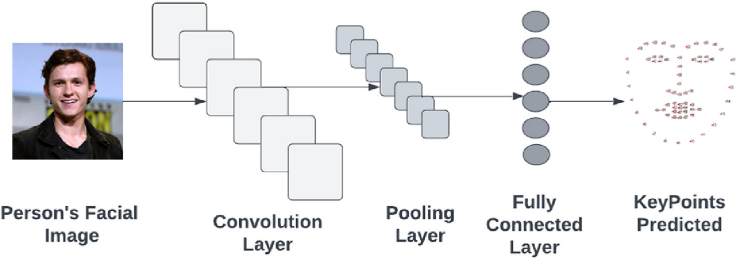 Person's Facial
Image
Convolution
Layer
Pooling
Layer
Fully
Connected
Layer
KeyPoints
Predicted